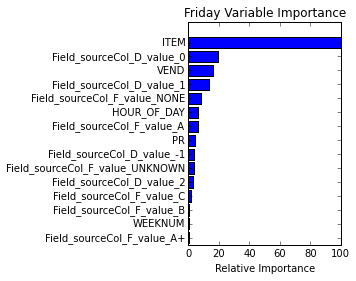 Friday Variable Importance
ITEM
Field_sourceCol_D_value_0
VEND
Field_sourceCol_D_value_1
Field_sourceCol_F_value_NONE
HOUR_OF_DAY
Field_sourceCol_F_value_A
PR
Field_sourceCol_D_value_-1
Field_sourceCol_F_value_UNKNOWN
Field_sourceCol_D_value_2
Field_sourceCol_F_value_C
Field_sourceCol_F_value_B
WEEKNUM
Field_sourceCol_F_value_A+
0 20 40 60 80 100
Relative Importance